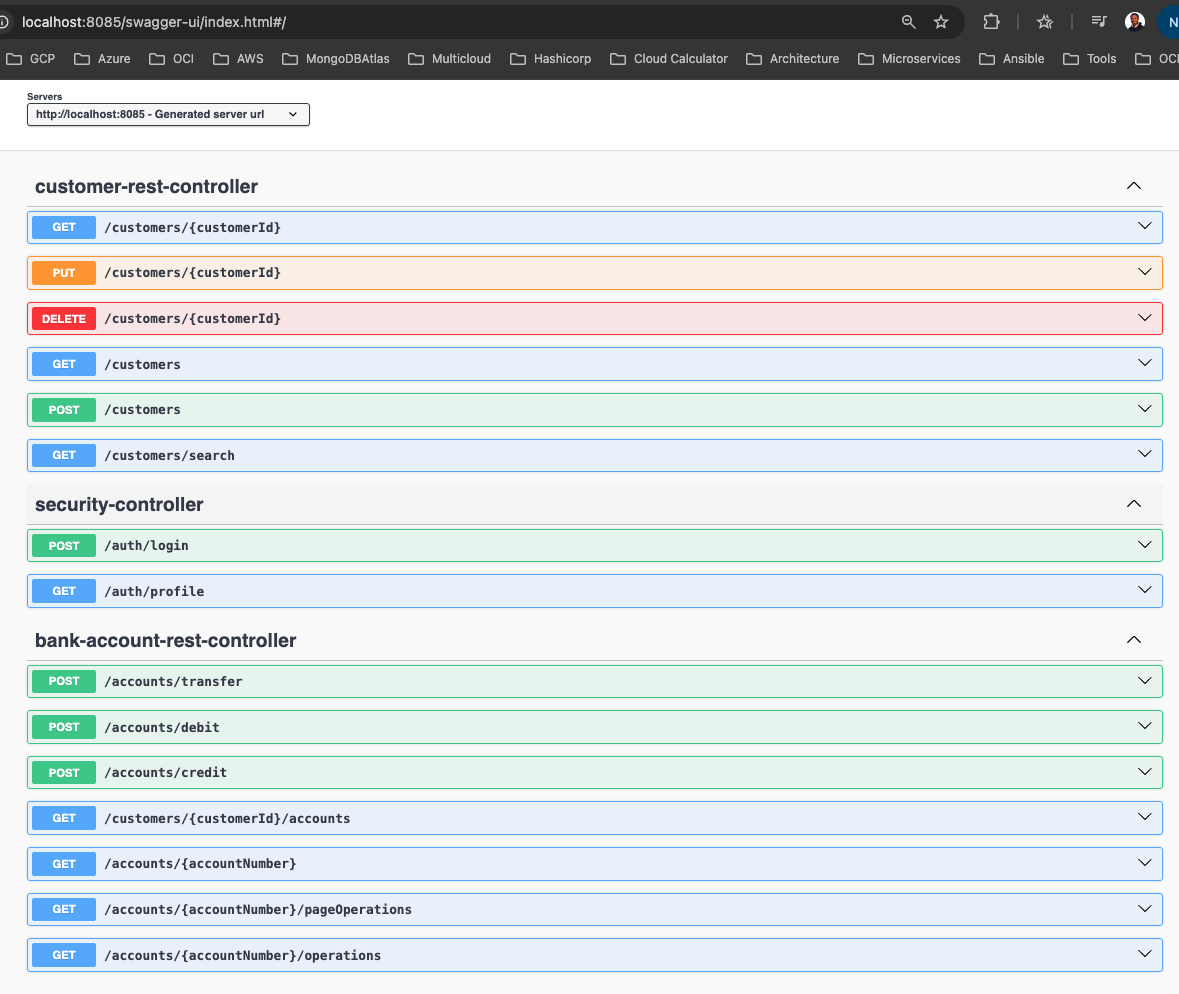 localhost:8085/swagger-ui/index.html#/
N
GCP Azure OCI AWS MongoDBAtlas Multicloud Hashicorp Cloud Calculator Architecture Microservices Ansible Tools
Servers
http://localhost:8085 - Generated server url
customer-rest-controller
GET /customers/{customerId}
PUT /customers/{customerId}
DELETE /customers/{customerId}
GET /customers
POST /customers
GET /customers/search
security-controller
POST /auth/login
GET /auth/profile
bank-account-rest-controller
POST /accounts/transfer
POST /accounts/debit
POST /accounts/credit
GET /customers/{customerId}/accounts
GET /accounts/{accountNumber}
GET /accounts/{accountNumber}/pageOperations
GET /accounts/{accountNumber}/operations